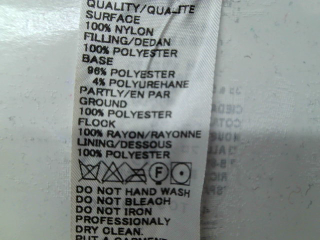 QUALITY/QUALITE
SURFACE
100% NYLON
FILLING/DEDAN
100% POLYESTER
BASE
96% POLYESTER
4% POLYUREHANE
PARTLY/EN PAR
GROUND
100% POLYESTER
FLOCK
100% RAYON/RAYONNE
LINING/DESSOUS
100% POLYESTER
F
DO NOT HAND WASH
DO NOT BLEACH
DO NOT IRON
PROFESSIONALY
DRY CLEAN.